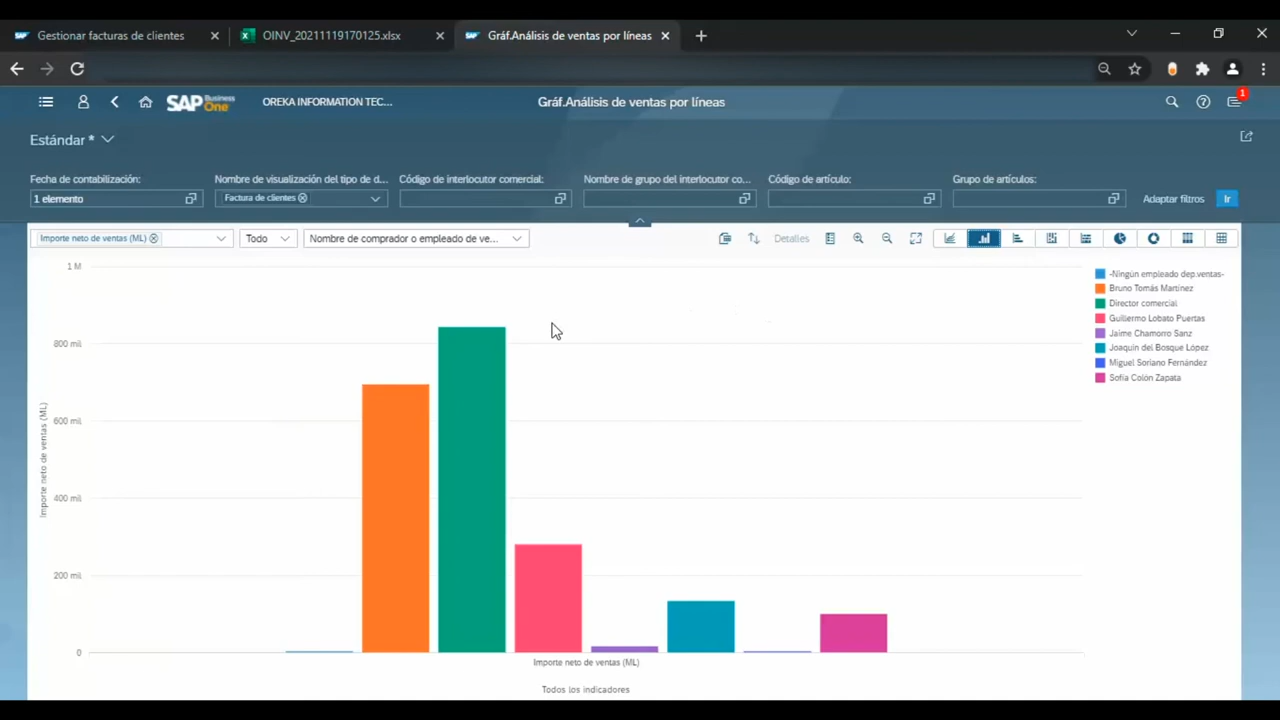 Gestionar facturas de clientes
OINV_20211119170125.xlsx
Gráf.Análisis de ventas por líneas
SAP Business One
OREKA INFORMATION TEC...
Gráf.Análisis de ventas por líneas
1
Estándar *
Fecha de contabilización:
Nombre de visualización del tipo de d...
Código de interlocutor comercial:
Nombre de grupo del interlocutor co...
Código de artículo:
Grupo de artículos:
1 elemento
Factura de clientes
Adaptar filtros
Ir
Importe neto de ventas (ML)
Todo
Nombre de comprador o empleado de ve...
Detalles
1 M
800 mil
600 mil
400 mil
200 mil
0
Importe neto de ventas (ML)
Importe neto de ventas (ML)
Todos los indicadores
-Ningún empleado dep.ventas-
Bruno Tomás Martínez
Director comercial
Guillermo Lobato Puertas
Jaime Chamorro Sanz
Joaquín del Bosque López
Miguel Soriano Fernández
Sofía Colón Zapata